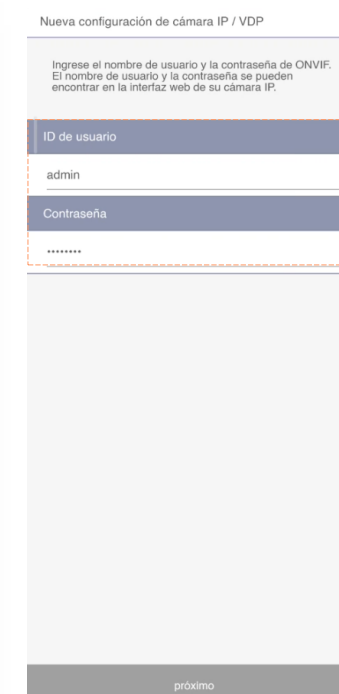 Nueva configuración de cámara IP / VDP
Ingrese el nombre de usuario y la contraseña de ONVIF.
El nombre de usuario y la contraseña se pueden
encontrar en la interfaz web de su cámara IP.
ID de usuario
admin
Contraseña
........
próximo